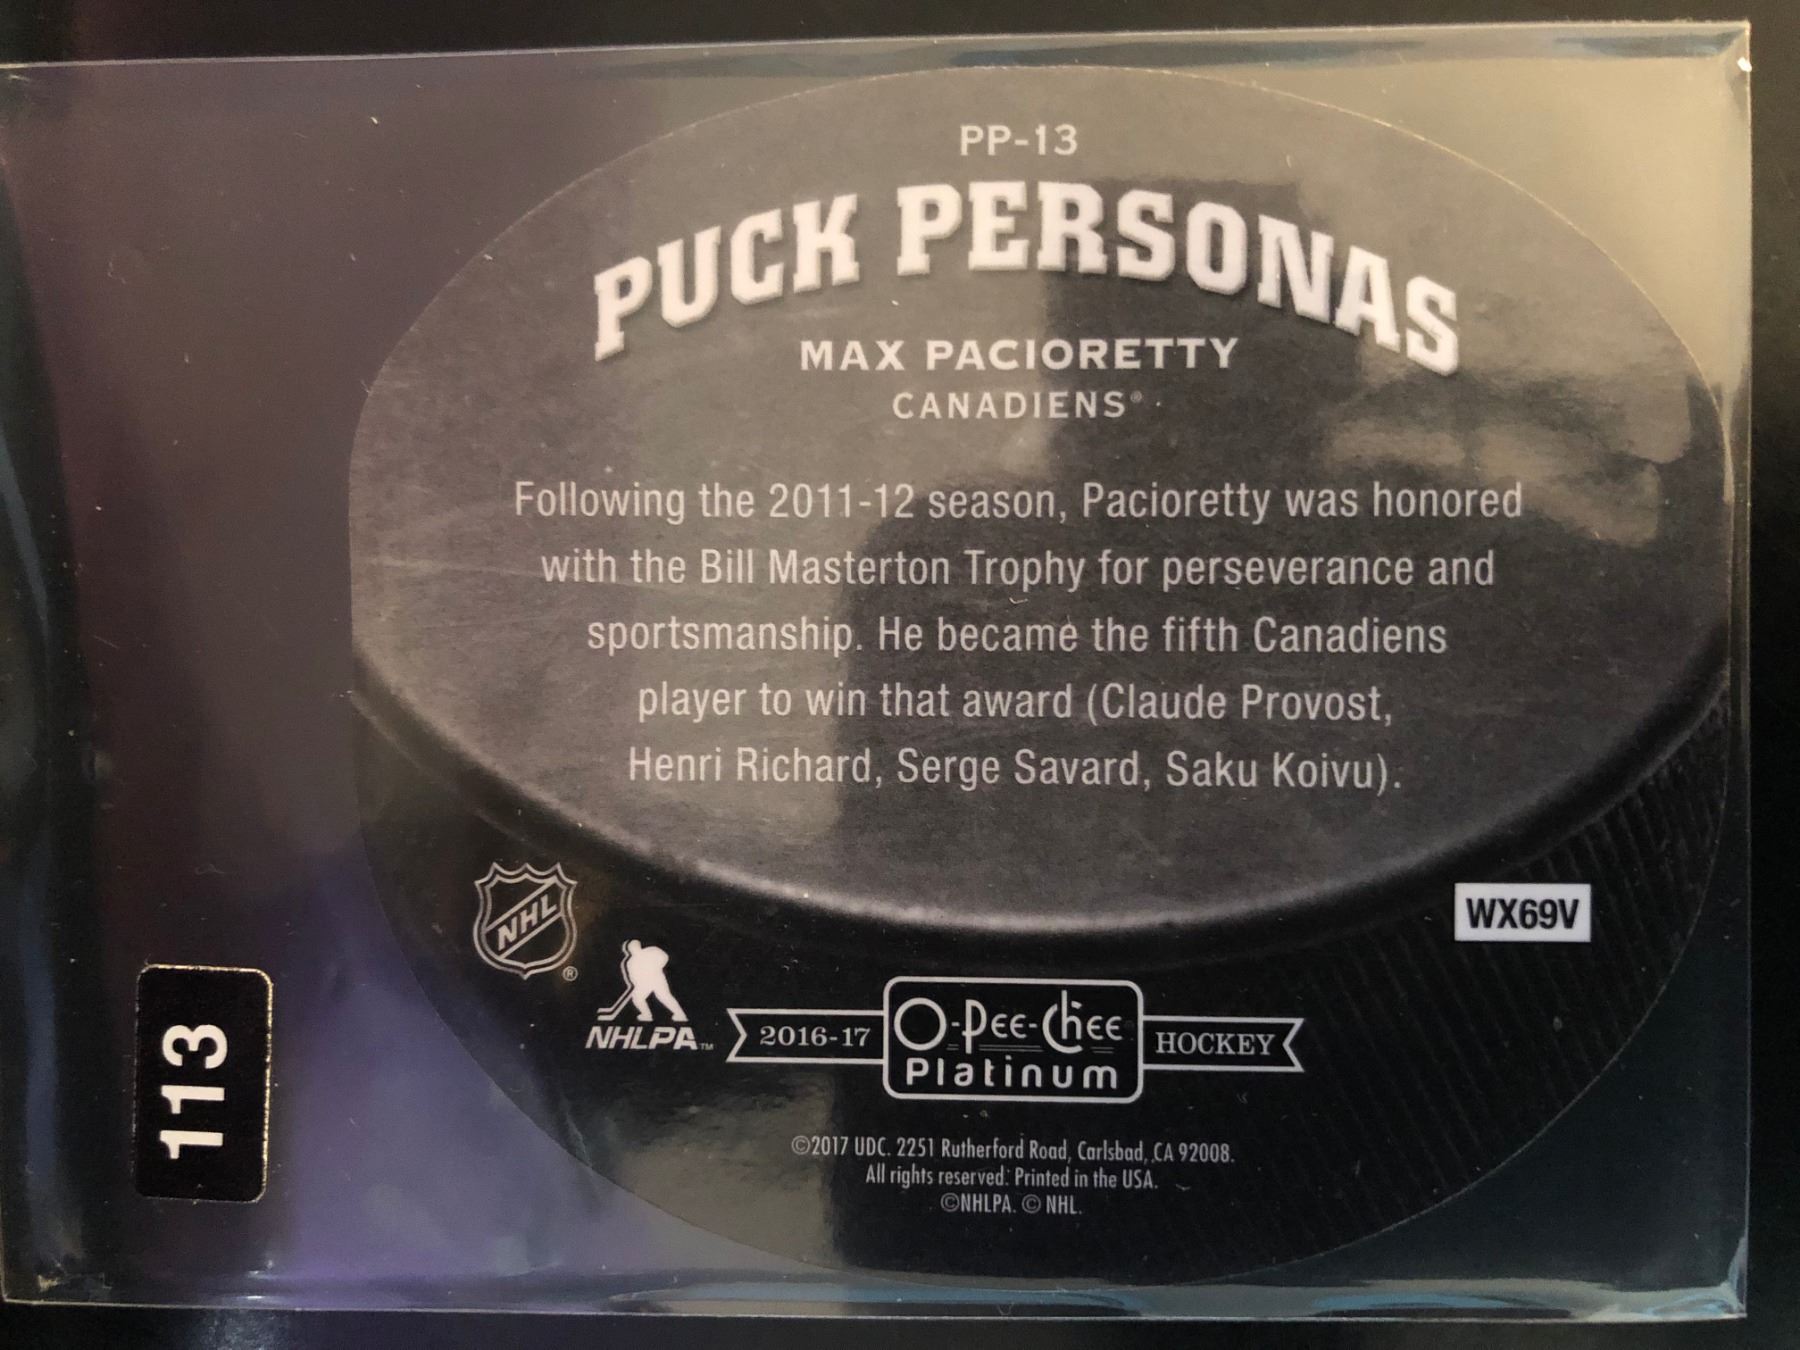 PP-13
PUCK PERSONAS
MAX PACIORETTY
CANADIENS®
Following the 2011-12 season, Pacioretty was honored
with the Bill Masterton Trophy for perseverance and
sportsmanship. He became the fifth Canadiens
player to win that award (Claude Provost,
Henri Richard, Serge Savard, Saku Koivu).
NHL ®
WX69V
NHLPA™
2016-17 O-Pee-Chee HOCKEY
Platinum
©2017 UDC. 2251 Rutherford Road, Carlsbad, CA 92008.
All rights reserved. Printed in the USA.
©NHLPA. © NHL.
113